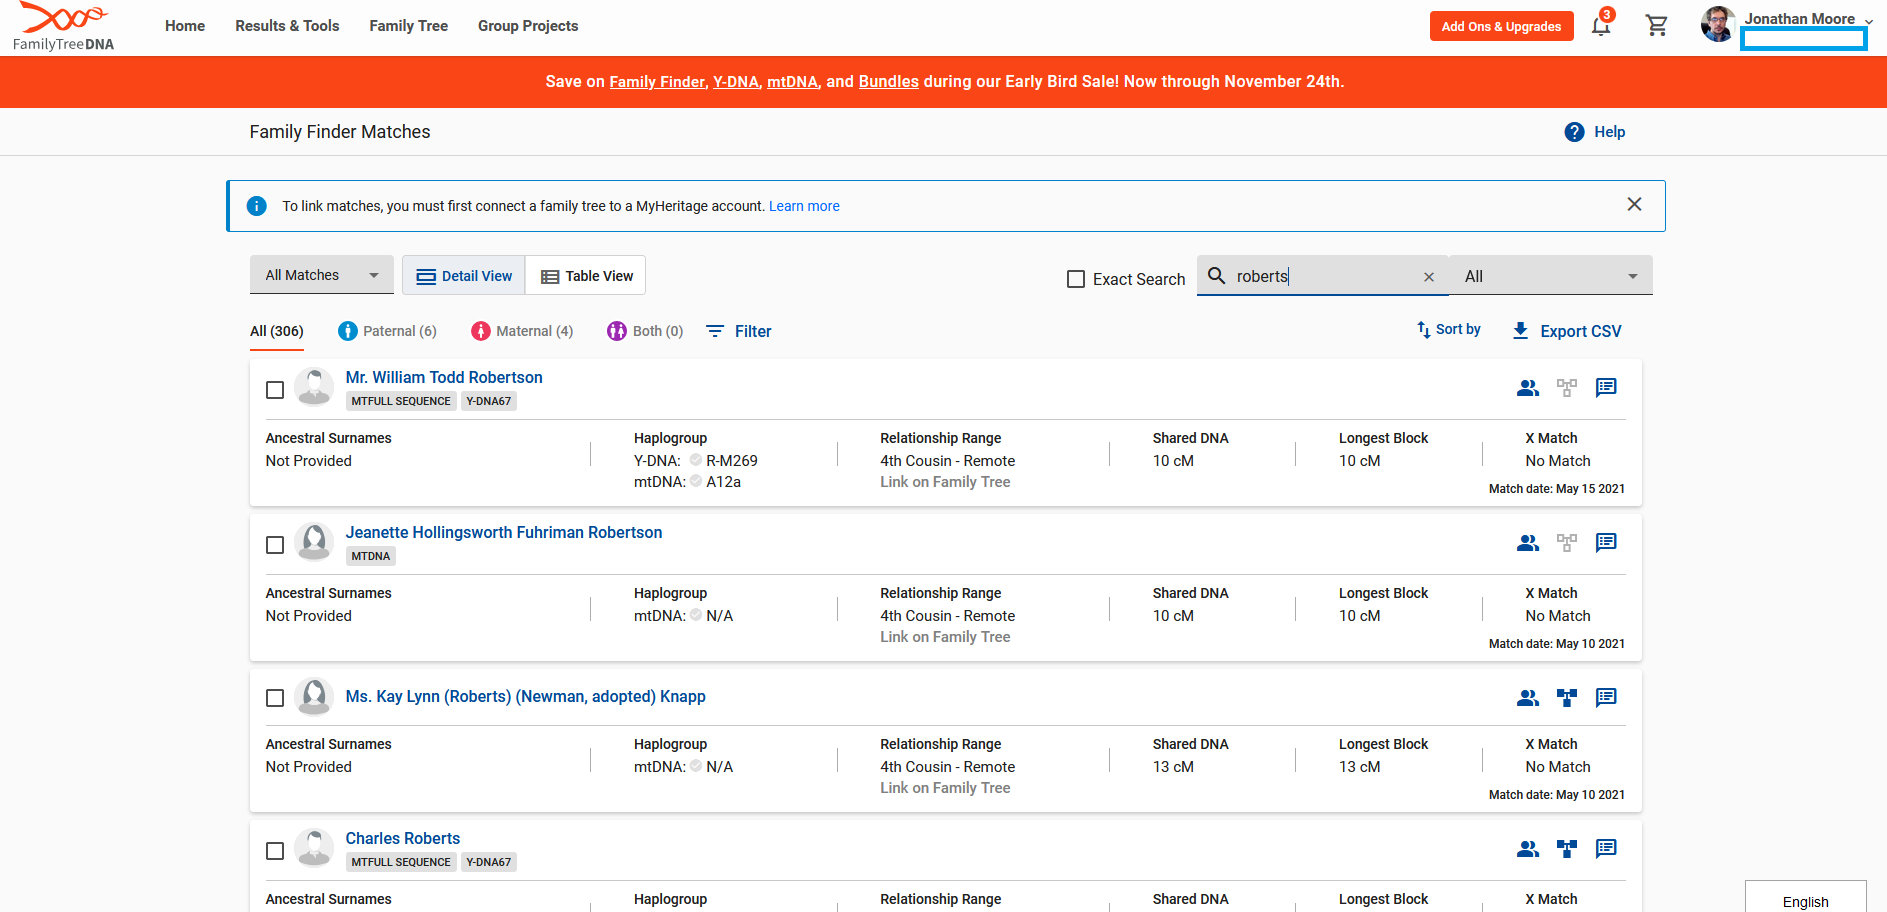 FamilyTreeDNA
Home Results & Tools Family Tree Group Projects
Add Ons & Upgrades 3 Jonathan Moore
Save on Family Finder, Y-DNA, mtDNA, and Bundles during our Early Bird Sale! Now through November 24th.
Family Finder Matches
? Help
i To link matches, you must first connect a family tree to a MyHeritage account. Learn more
All Matches Detail View Table View Exact Search roberts All
All (306) Paternal (6) Maternal (4) Both (0) Filter Sort by Export CSV
Mr. William Todd Robertson
MTFULL SEQUENCE Y-DNA67
Ancestral Surnames Haplogroup Relationship Range Shared DNA Longest Block X Match
Not Provided Y-DNA: R-M269 4th Cousin - Remote 10 cM 10 cM No Match
mtDNA: A12a Link on Family Tree
Match date: May 15 2021
Jeanette Hollingsworth Fuhriman Robertson
MTDNA
Ancestral Surnames Haplogroup Relationship Range Shared DNA Longest Block X Match
Not Provided mtDNA: N/A 4th Cousin - Remote 10 cM 10 cM No Match
Link on Family Tree
Match date: May 10 2021
Ms. Kay Lynn (Roberts) (Newman, adopted) Knapp
Ancestral Surnames Haplogroup Relationship Range Shared DNA Longest Block X Match
Not Provided mtDNA: N/A 4th Cousin - Remote 13 cM 13 cM No Match
Link on Family Tree
Match date: May 10 2021
Charles Roberts
MTFULL SEQUENCE Y-DNA67
Ancestral Surnames Haplogroup Relationship Range Shared DNA Longest Block X Match
English